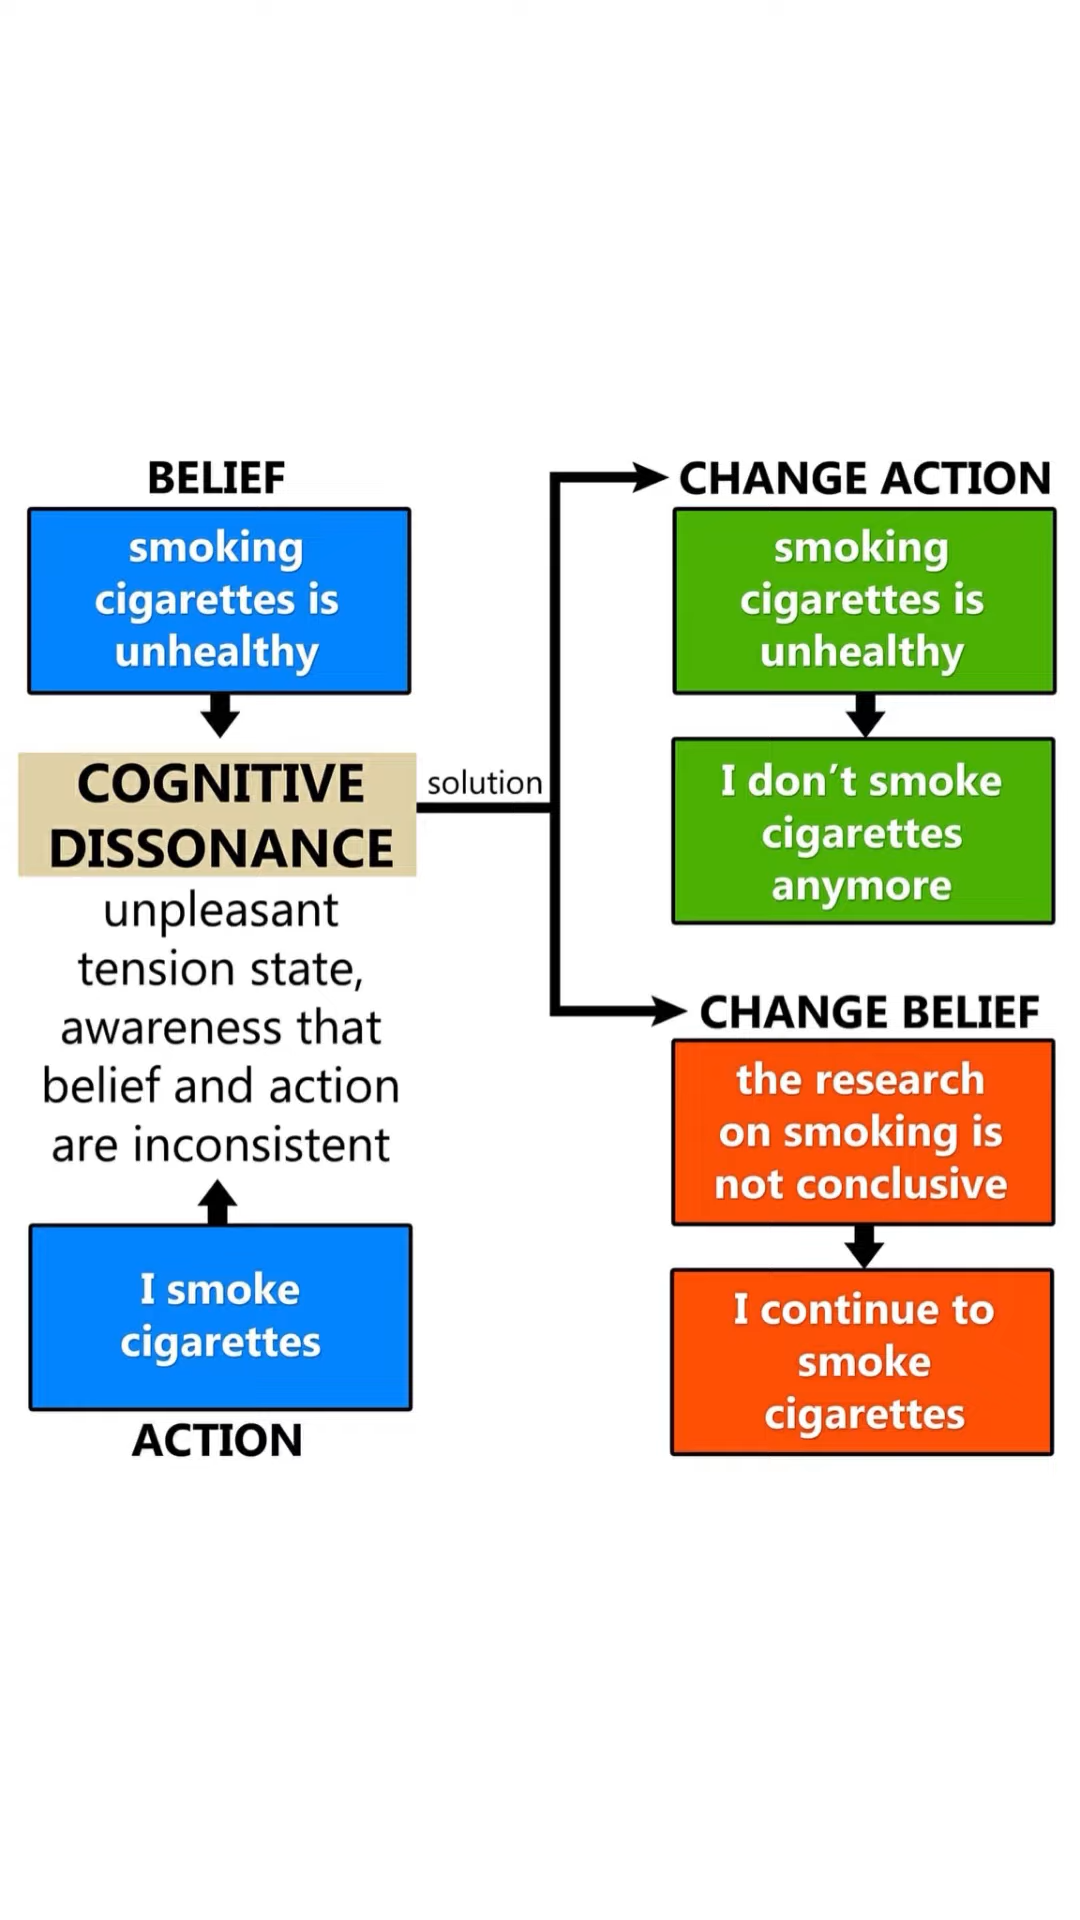 BELIEF
smoking
cigarettes is
unhealthy
COGNITIVE
DISSONANCE
unpleasant
tension state,
awareness that
belief and action
are inconsistent
I smoke
cigarettes
ACTION
solution
CHANGE ACTION
smoking
cigarettes is
unhealthy
I don’t smoke
cigarettes
anymore
CHANGE BELIEF
the research
on smoking is
not conclusive
I continue to
smoke
cigarettes